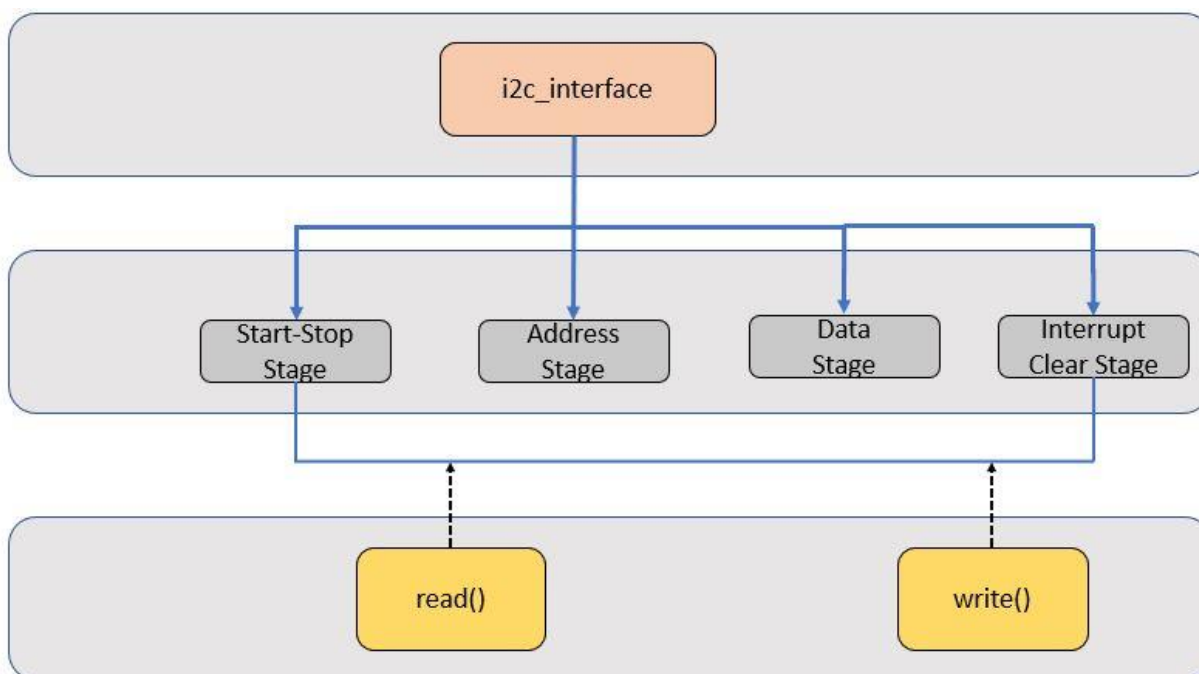 i2c_interface
Start-Stop
Stage
Address
Stage
Data
Stage
Interrupt
Clear Stage
read()
write()